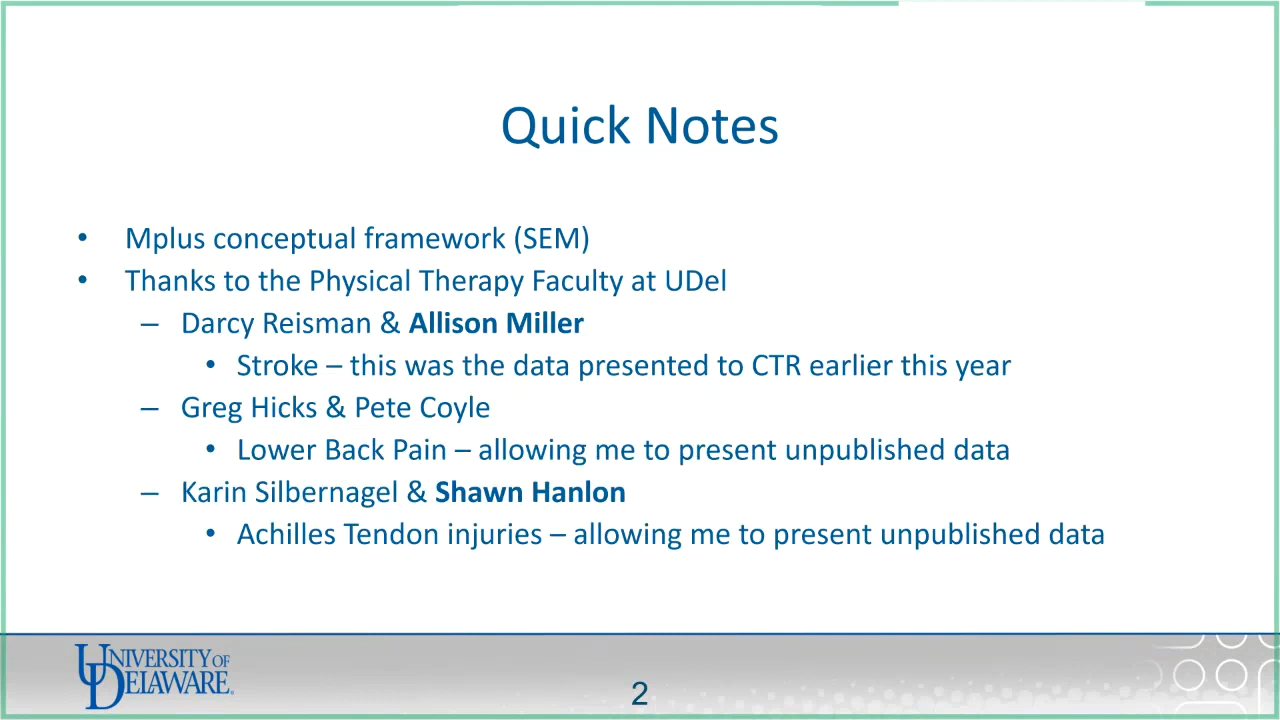 Quick Notes
• Mplus conceptual framework (SEM)
• Thanks to the Physical Therapy Faculty at UDel
– Darcy Reisman & Allison Miller
• Stroke – this was the data presented to CTR earlier this year
– Greg Hicks & Pete Coyle
• Lower Back Pain – allowing me to present unpublished data
– Karin Silbernagel & Shawn Hanlon
• Achilles Tendon injuries – allowing me to present unpublished data
UNIVERSITY OF
DELAWARE
2